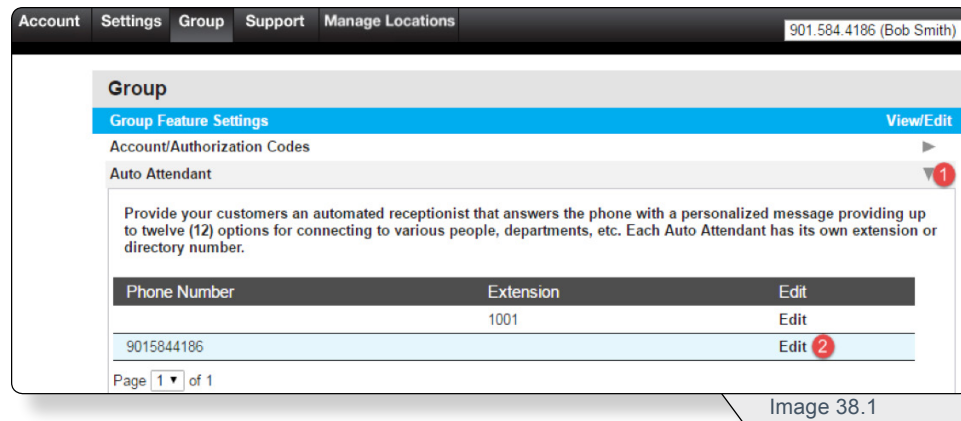 Account Settings Group Support Manage Locations
901.584.4186 (Bob Smith)
Group
Group Feature Settings View/Edit
Account/Authorization Codes
Auto Attendant 1
Provide your customers an automated receptionist that answers the phone with a personalized message providing up
to twelve (12) options for connecting to various people, departments, etc. Each Auto Attendant has its own extension or
directory number.
Phone Number Extension Edit
1001 Edit
9015844186 Edit 2
Page 1 of 1
Image 38.1